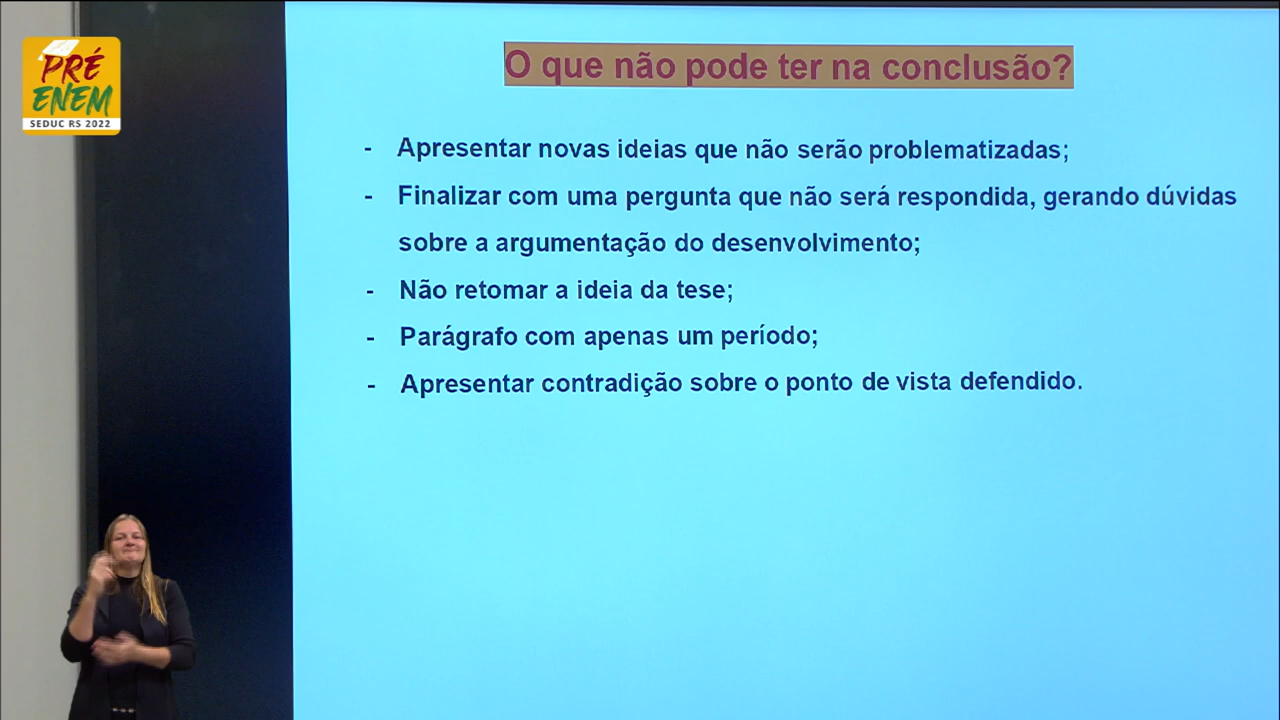 PRÉ
ENEM
SEDUC RS 2022
O que não pode ter na conclusão?
- Apresentar novas ideias que não serão problematizadas;
- Finalizar com uma pergunta que não será respondida, gerando dúvidas
sobre a argumentação do desenvolvimento;
- Não retomar a ideia da tese;
- Parágrafo com apenas um período;
- Apresentar contradição sobre o ponto de vista defendido.